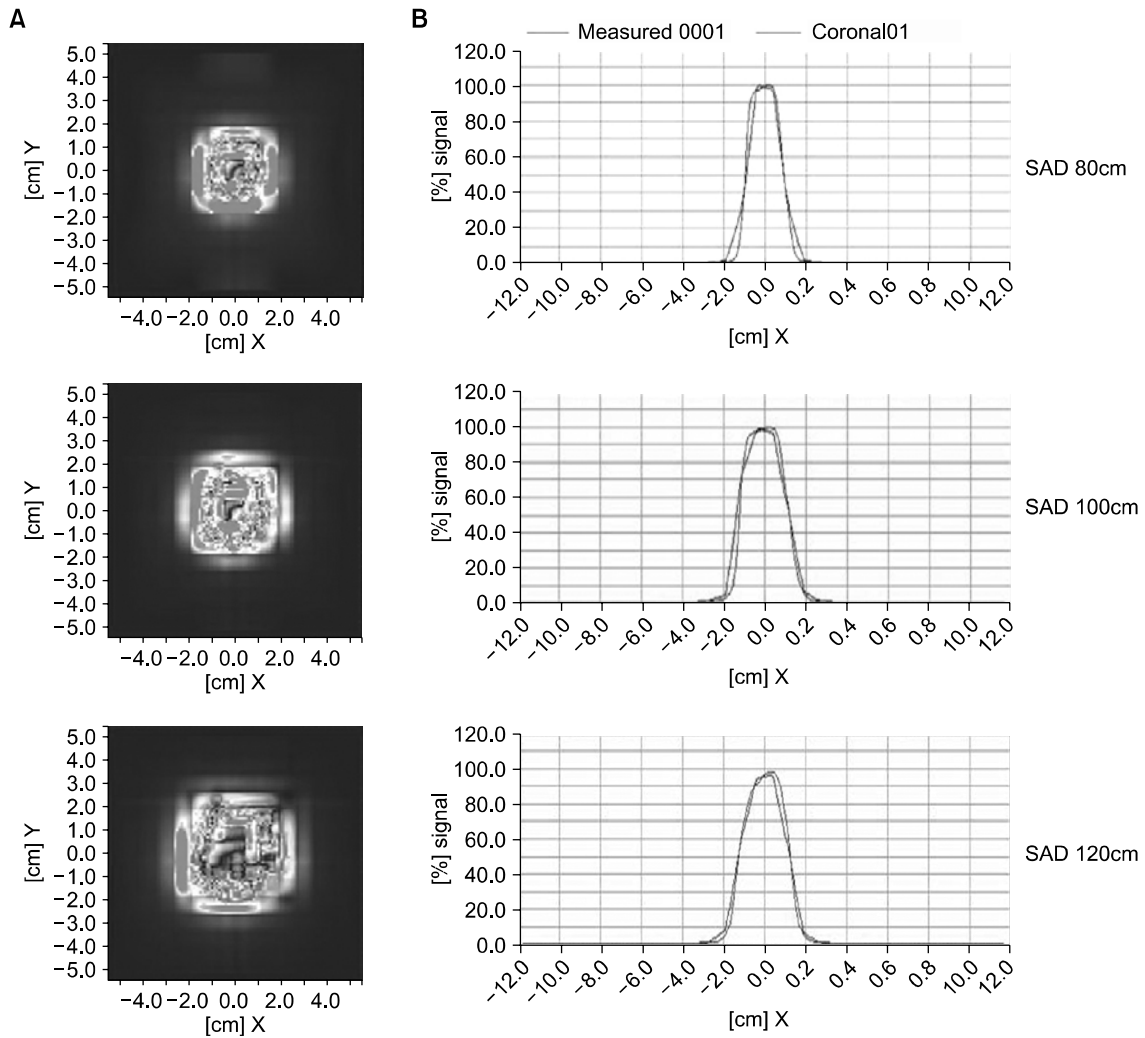 A
B
Measured 0001 Coronal01
5.0
4.0
3.0
2.0
1.0
0.0
−1.0
−2.0
−3.0
−4.0
−5.0
[cm] Y
−4.0 −2.0 0.0 2.0 4.0
[cm] X
120.0
100.0
80.0
60.0
40.0
20.0
0.0
[%] signal
−12.0 −10.0 −8.0 −6.0 −4.0 −2.0 0.0 0.2 0.4 0.6 0.8 10.0 12.0
[cm] X
SAD 80cm
5.0
4.0
3.0
2.0
1.0
0.0
−1.0
−2.0
−3.0
−4.0
−5.0
[cm] Y
−4.0 −2.0 0.0 2.0 4.0
[cm] X
120.0
100.0
80.0
60.0
40.0
20.0
0.0
[%] signal
−12.0 −10.0 −8.0 −6.0 −4.0 −2.0 0.0 0.2 0.4 0.6 0.8 10.0 12.0
[cm] X
SAD 100cm
5.0
4.0
3.0
2.0
1.0
0.0
−1.0
−2.0
−3.0
−4.0
−5.0
[cm] Y
−4.0 −2.0 0.0 2.0 4.0
[cm] X
120.0
100.0
80.0
60.0
40.0
20.0
0.0
[%] signal
−12.0 −10.0 −8.0 −6.0 −4.0 −2.0 0.0 0.2 0.4 0.6 0.8 10.0 12.0
[cm] X
SAD 120cm